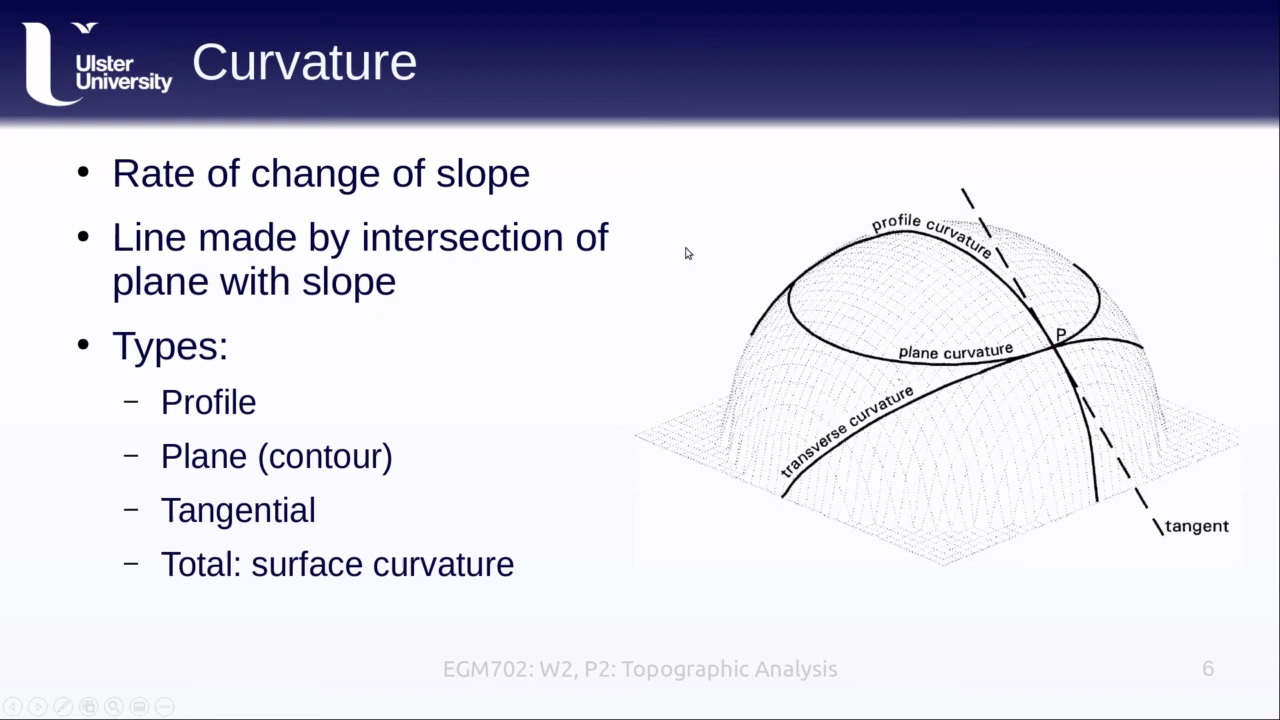 Ulster
University
Curvature
• Rate of change of slope
• Line made by intersection of
plane with slope
• Types:
– Profile
– Plane (contour)
– Tangential
– Total: surface curvature
profile curvature
P
plane curvature
transverse curvature
tangent
EGM702: W2, P2: Topographic Analysis
6